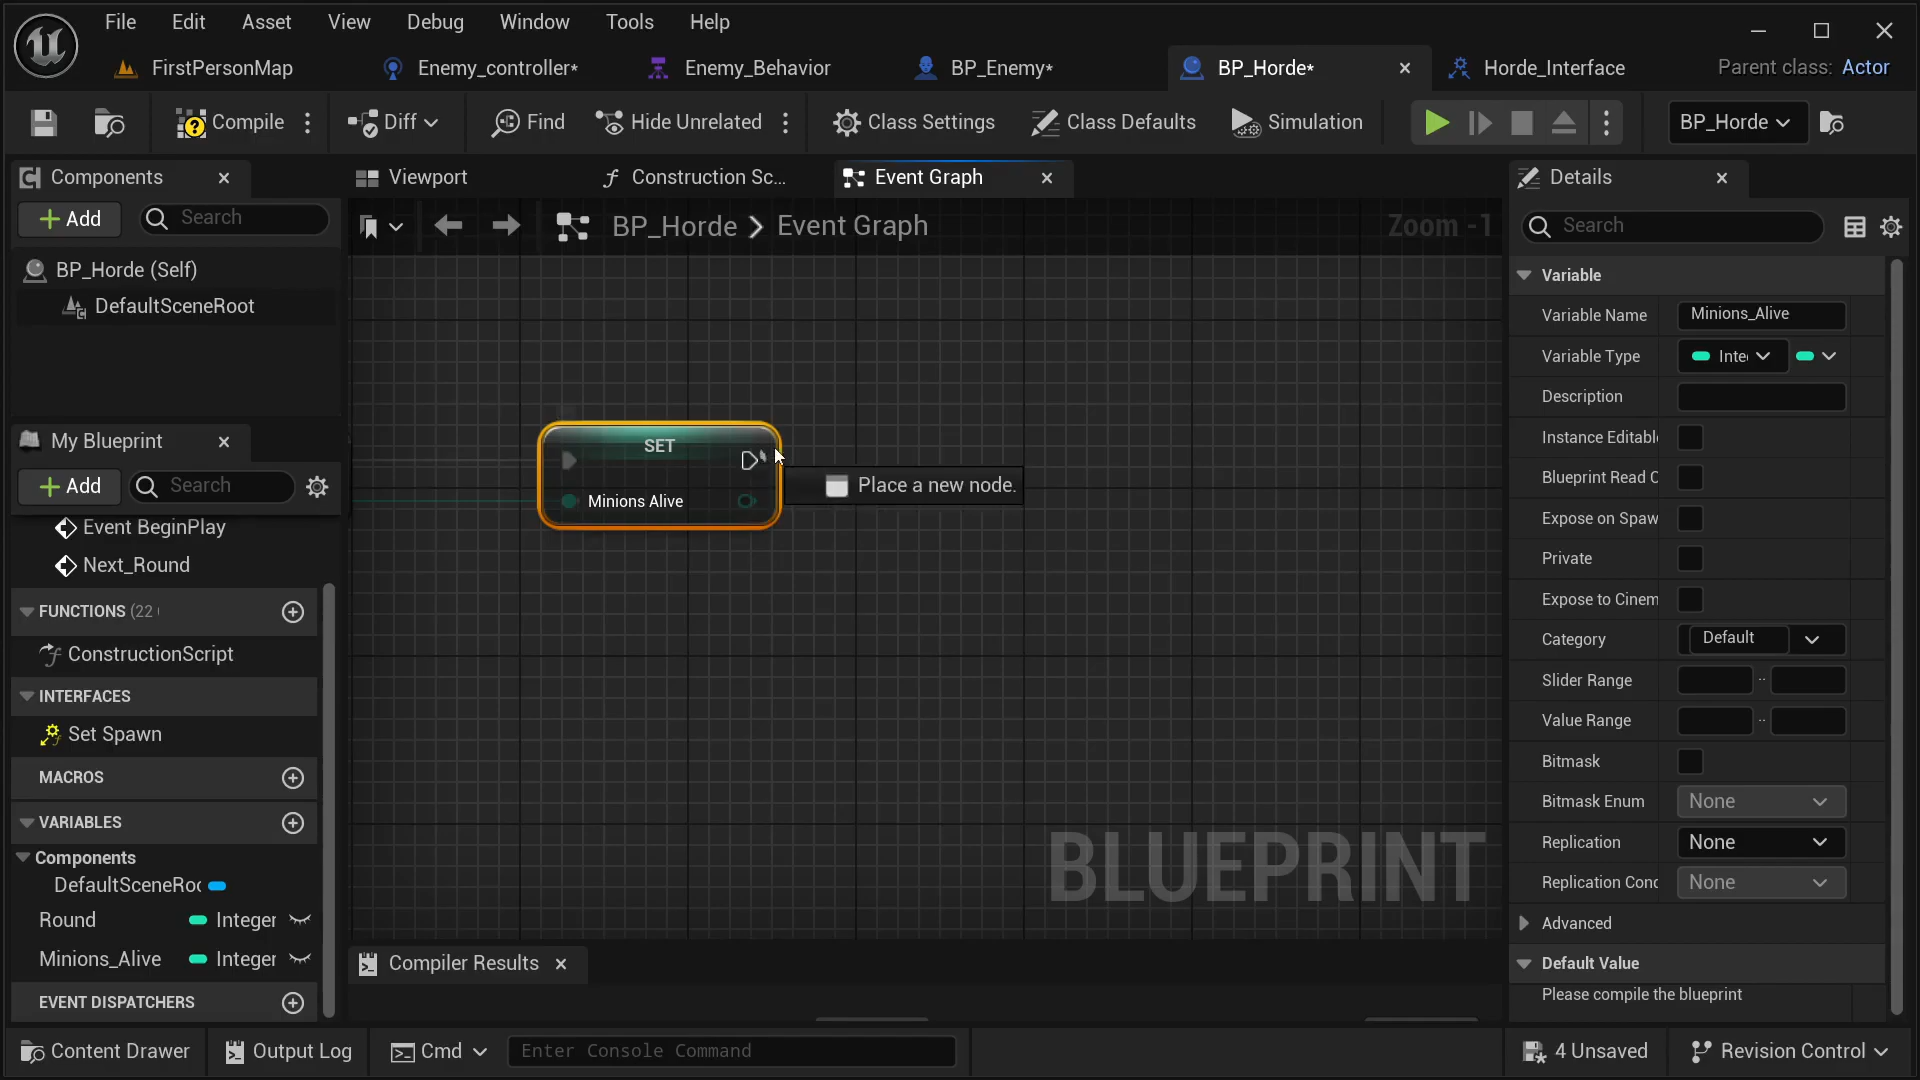 File Edit Asset View Debug Window Tools Help
FirstPersonMap Enemy_controller* Enemy_Behavior BP_Enemy* BP_Horde* Horde_Interface Parent class: Actor
Compile Diff Find Hide Unrelated Class Settings Class Defaults Simulation BP_Horde
Components Viewport Construction Sc... Event Graph Details
Add Search BP_Horde Event Graph Zoom -1 Search
BP_Horde (Self)
DefaultSceneRoot
My Blueprint
Add Search
Event BeginPlay
Next_Round
FUNCTIONS (22
ConstructionScript
INTERFACES
Set Spawn
MACROS
VARIABLES
Components
DefaultSceneRoo
Round Integer
Minions_Alive Integer
EVENT DISPATCHERS
SET
Minions Alive
Place a new node.
BLUEPRINT
Compiler Results
Variable
Variable Name Minions_Alive
Variable Type Inte
Description
Instance Editabl
Blueprint Read O
Expose on Spaw
Private
Expose to Cinem
Category Default
Slider Range
Value Range
Bitmask
Bitmask Enum None
Replication None
Replication Cond None
Advanced
Default Value
Please compile the blueprint
Content Drawer Output Log Cmd Enter Console Command 4 Unsaved Revision Control